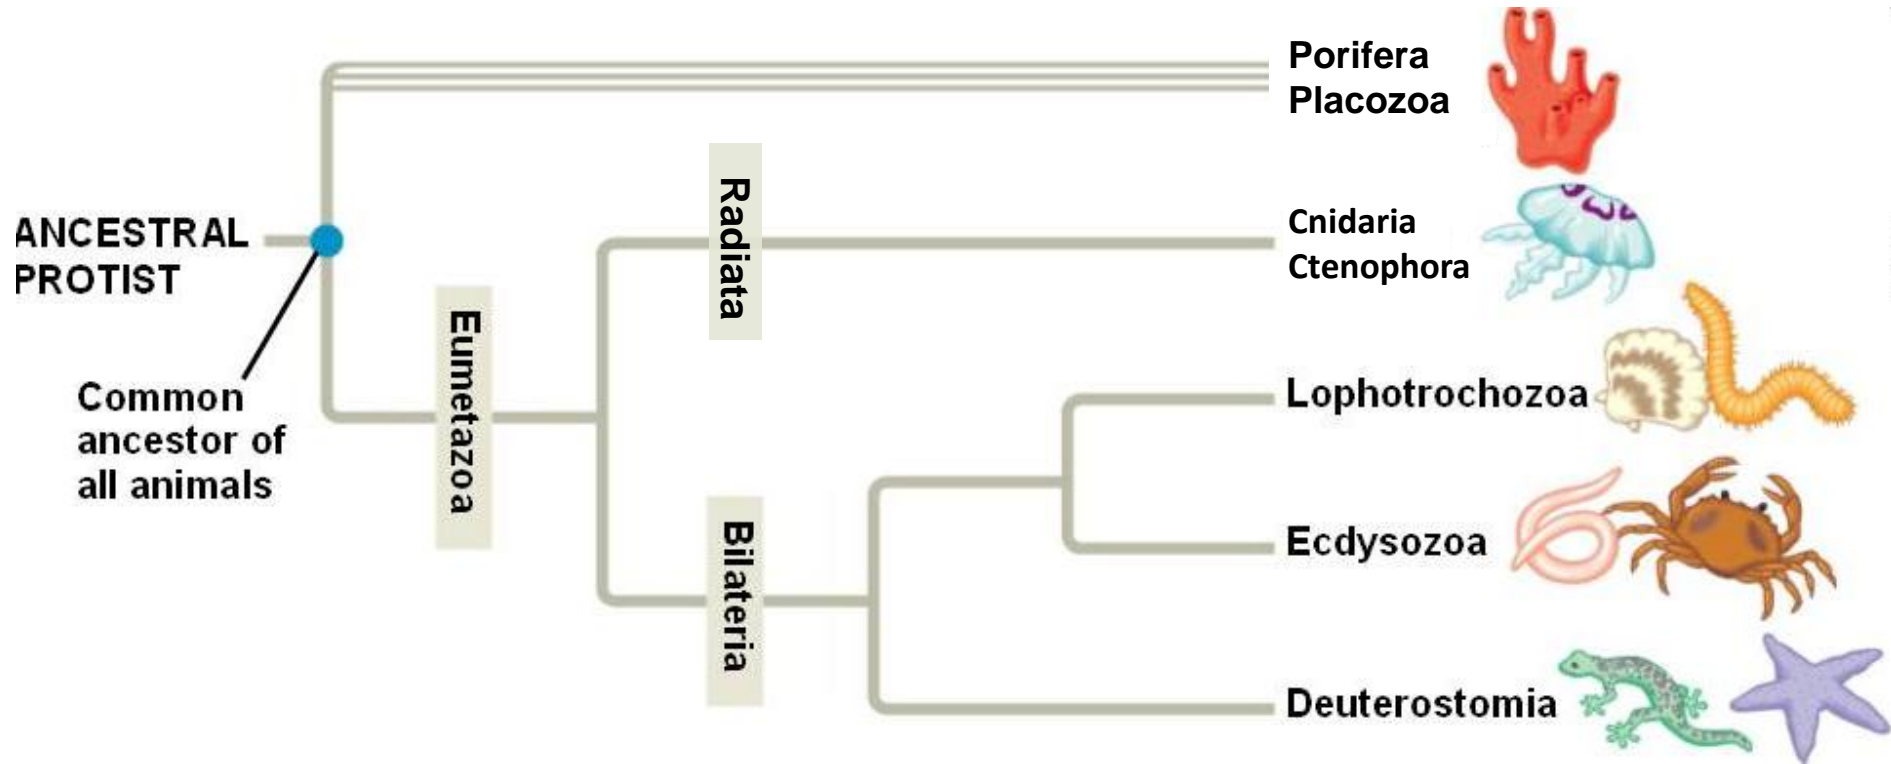 Porifera
Placozoa
Radiata
ANCESTRAL
PROTIST
Cnidaria
Ctenophora
Eumetazoa
Common
ancestor of
all animals
Lophotrochozoa
Bilateria
Ecdysozoa
Deuterostomia